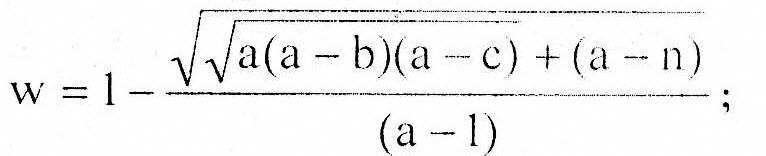 w = 1 - √(√(a(a - b)(a - c)) + (a - n)) / (a - 1) ;